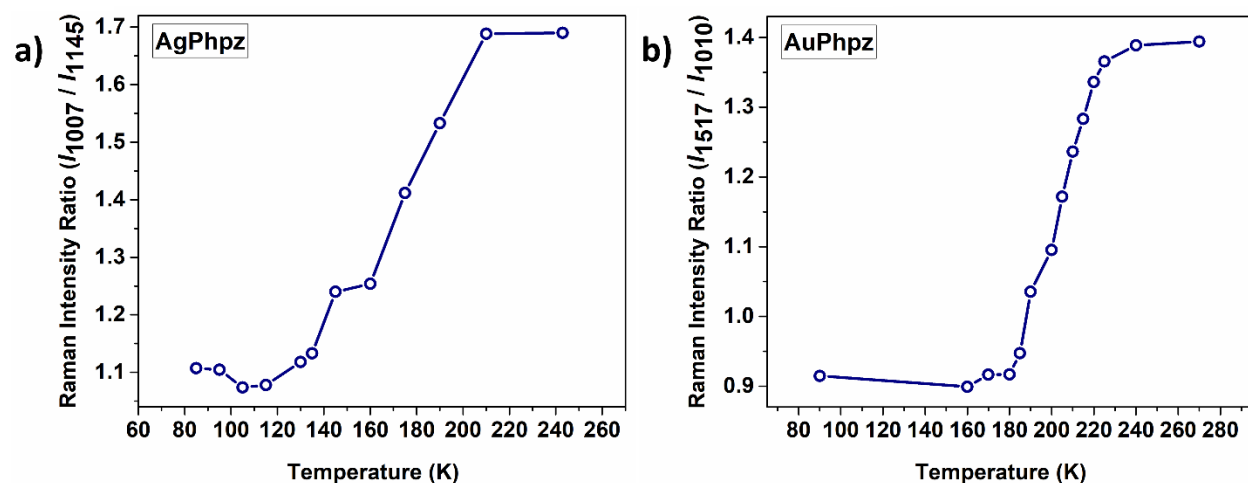 a)
AgPhpz
Raman Intensity Ratio (I1007 / I1145)
1.7
1.6
1.5
1.4
1.3
1.2
1.1
60 80 100 120 140 160 180 200 220 240 260
Temperature (K)
b)
AuPhpz
Raman Intensity Ratio (I1517 / I1010)
1.4
1.3
1.2
1.1
1.0
0.9
80 100 120 140 160 180 200 220 240 260 280
Temperature (K)